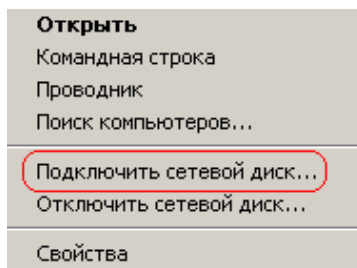 Открыть
Командная строка
Проводник
Поиск компьютеров...
Подключить сетевой диск...
Отключить сетевой диск...
Свойства